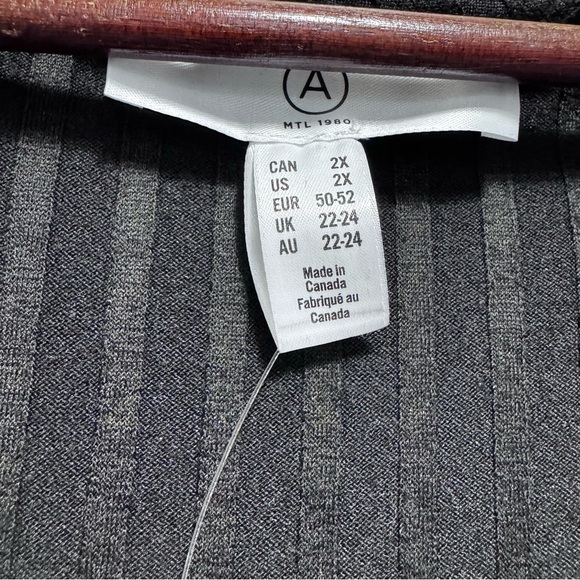 A
MTL 1980
CAN 2X
US 2X
EUR 50-52
UK 22-24
AU 22-24
Made in
Canada
Fabriqué au
Canada